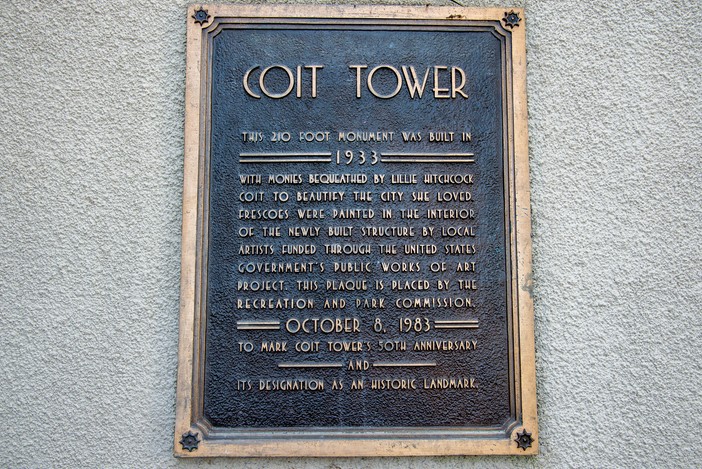 COIT TOWER
THIS 210 FOOT MONUMENT WAS BUILT IN
1933
WITH MONIES BEQUEATHED BY LILLIE HITCHCOCK
COIT TO BEAUTIFY THE CITY SHE LOVED.
FRESCOES WERE PAINTED IN THE INTERIOR
OF THE NEWLY BUILT STRUCTURE BY LOCAL
ARTISTS FUNDED THROUGH THE UNITED STATES
GOVERNMENT'S PUBLIC WORKS OF ART
PROJECT. THIS PLAQUE IS PLACED BY THE
RECREATION AND PARK COMMISSION.
OCTOBER 8, 1983
TO MARK COIT TOWER'S 50TH ANNIVERSARY
AND
ITS DESIGNATION AS AN HISTORIC LANDMARK.